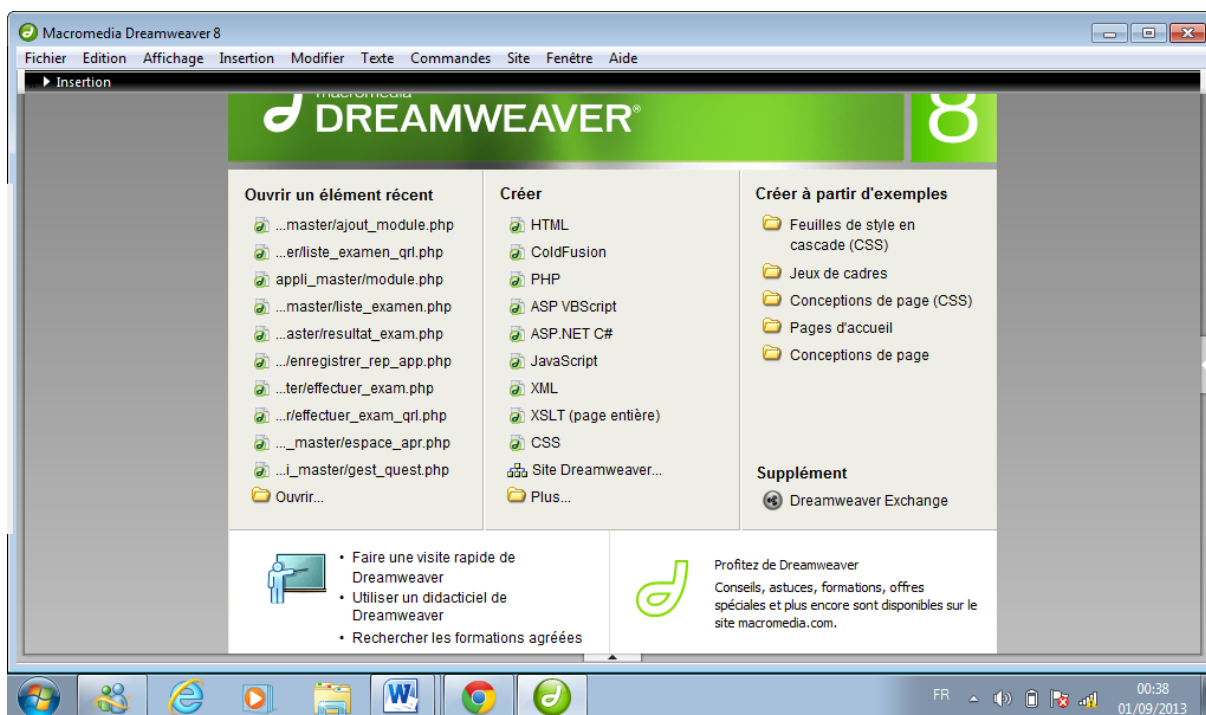 Macromedia Dreamweaver 8
Fichier Edition Affichage Insertion Modifier Texte Commandes Site Fenêtre Aide
Insertion
macromedia
DREAMWEAVER®
8
Ouvrir un élément récent
...master/ajout_module.php
...er/liste_examen_qrl.php
appli_master/module.php
...master/liste_examen.php
...aster/resultat_exam.php
.../enregistrer_rep_app.php
...ter/effectuer_exam.php
...r/effectuer_exam_qrl.php
..._master/espace_apr.php
...i_master/gest_quest.php
Ouvrir...
Créer
HTML
ColdFusion
PHP
ASP VBScript
ASP.NET C#
JavaScript
XML
XSLT (page entière)
CSS
Site Dreamweaver...
Plus...
Créer à partir d'exemples
Feuilles de style en
cascade (CSS)
Jeux de cadres
Conceptions de page (CSS)
Pages d'accueil
Conceptions de page
Supplément
Dreamweaver Exchange
• Faire une visite rapide de
Dreamweaver
• Utiliser un didacticiel de
Dreamweaver
• Rechercher les formations agréées
Profitez de Dreamweaver
Conseils, astuces, formations, offres
spéciales et plus encore sont disponibles sur le
site macromedia.com.
FR
00:38
01/09/2013